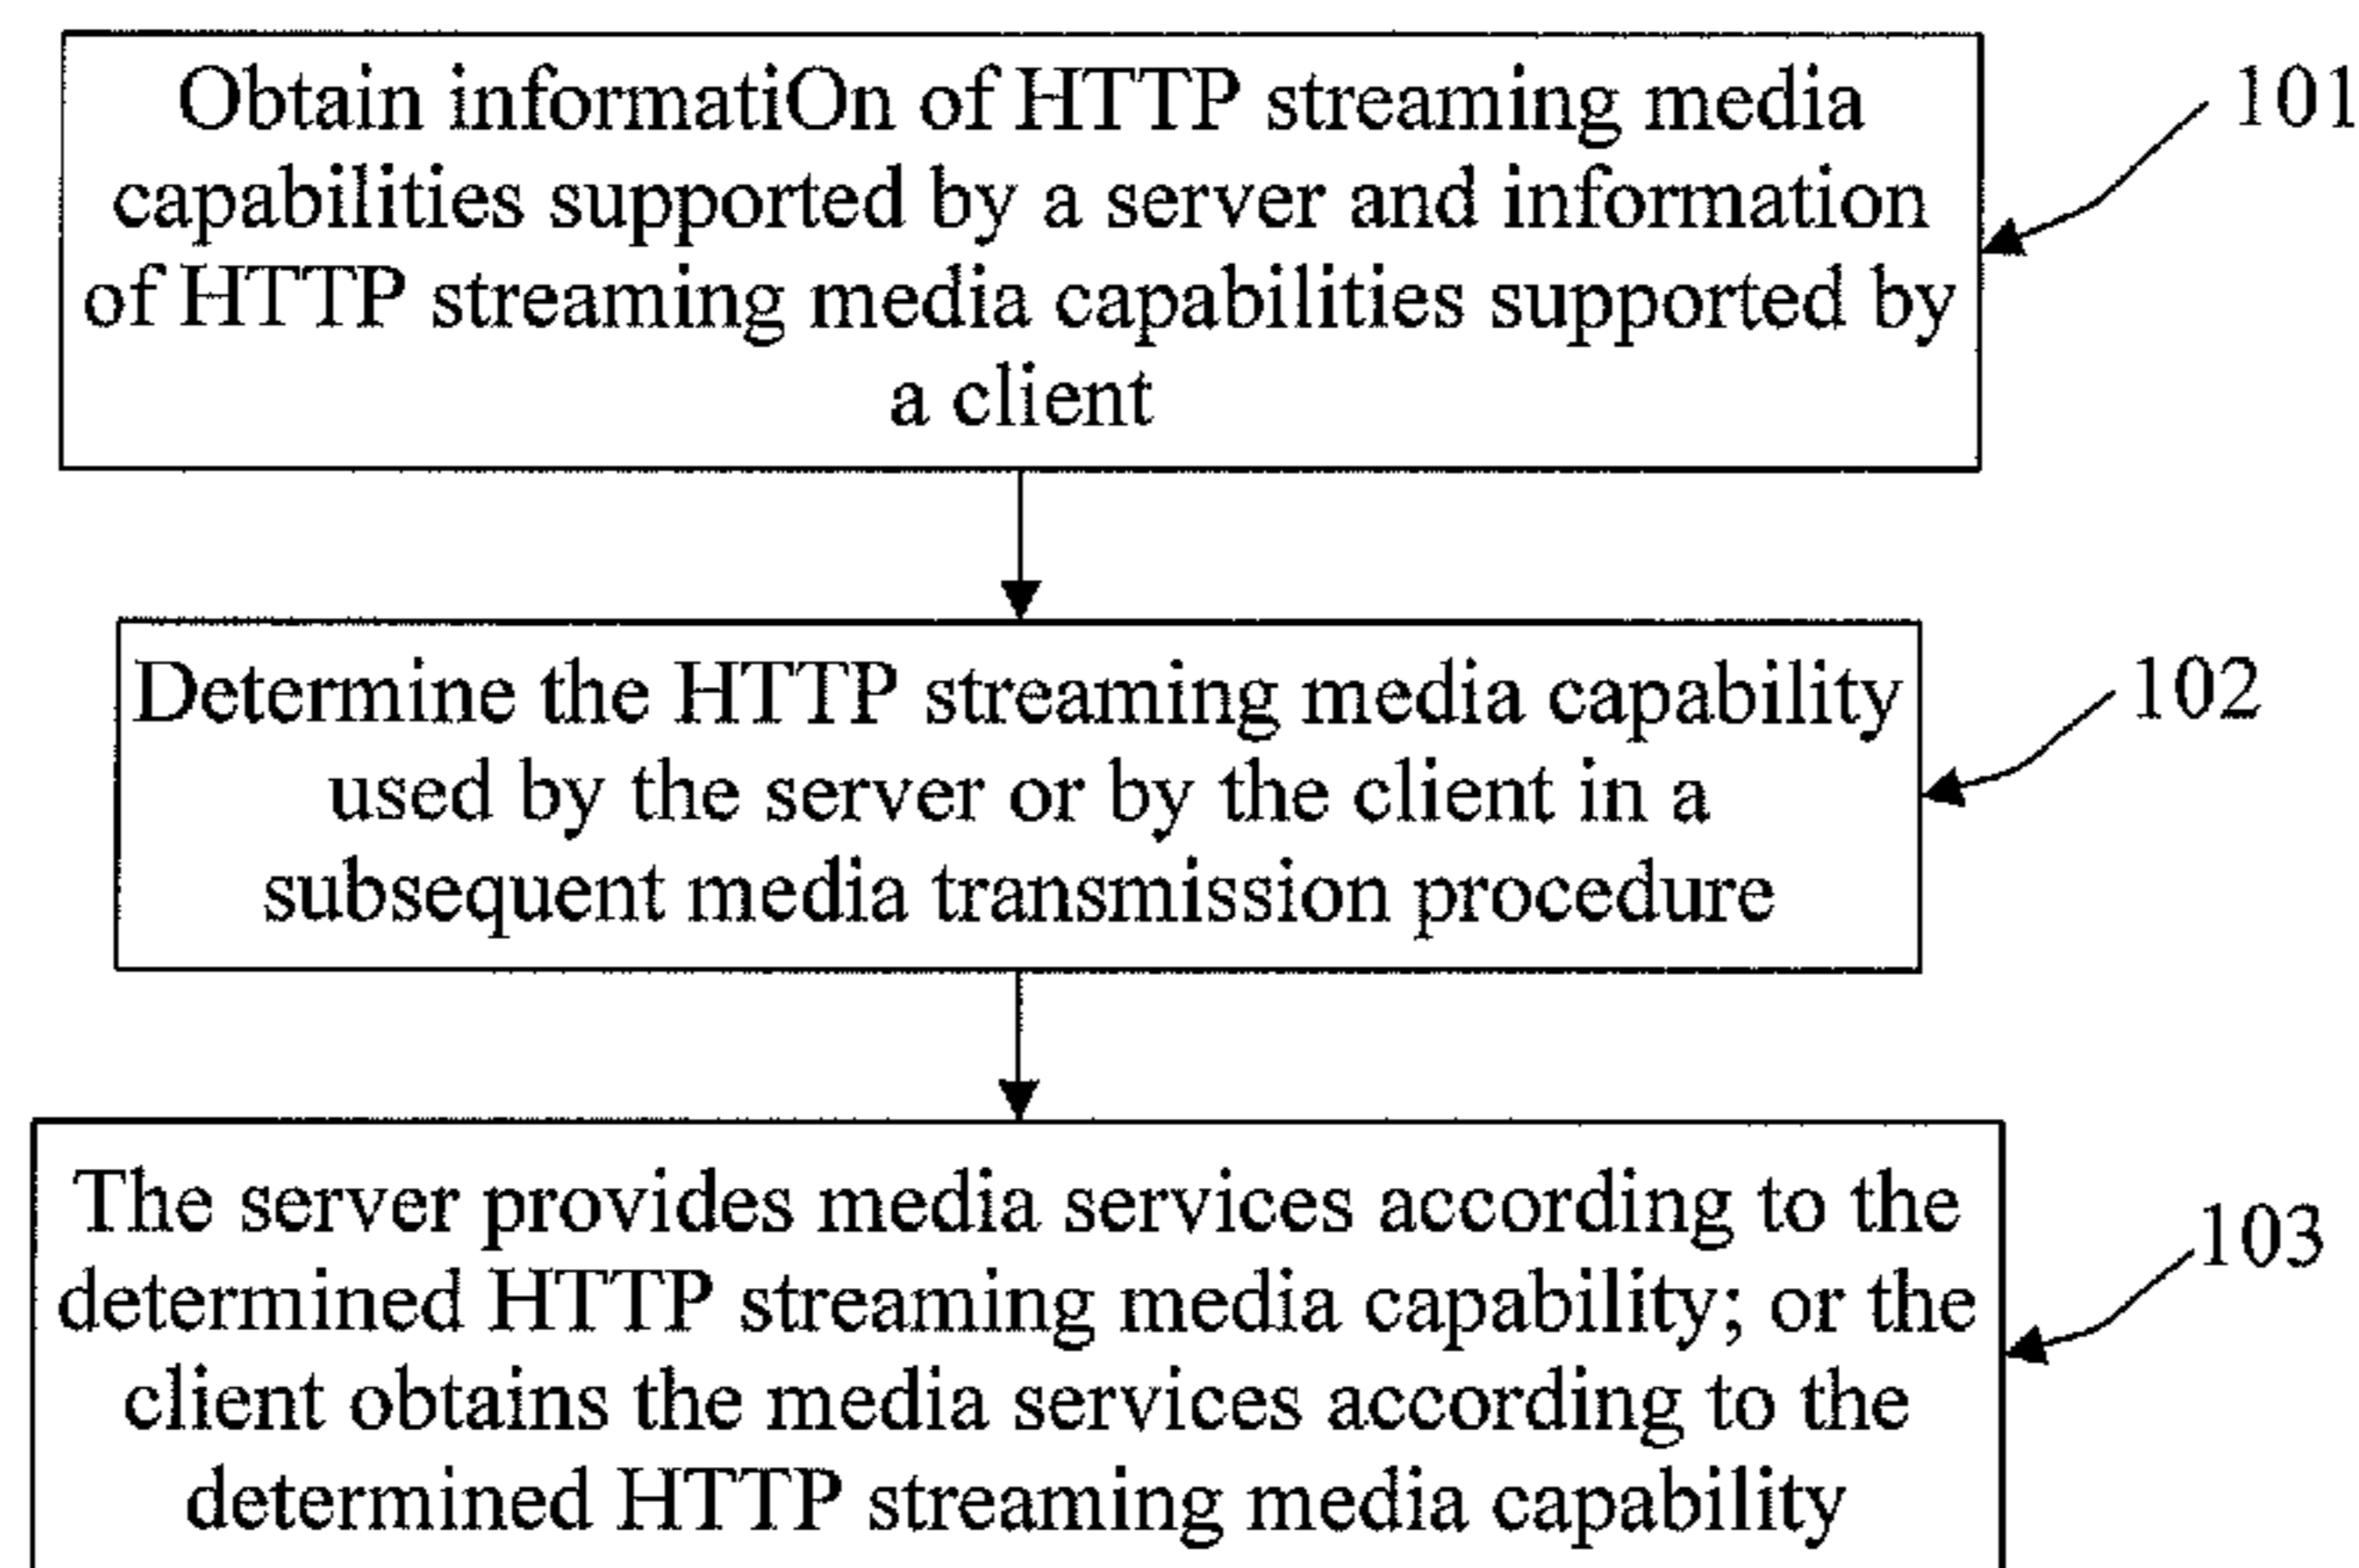 Obtain informatiOn of HTTP streaming media
capabilities supported by a server and information
of HTTP streaming media capabilities supported by
a client
101
Determine the HTTP streaming media capability
used by the server or by the client in a
subsequent media transmission procedure
102
The server provides media services according to the
determined HTTP streaming media capability; or the
client obtains the media services according to the
determined HTTP streaming media capability
103